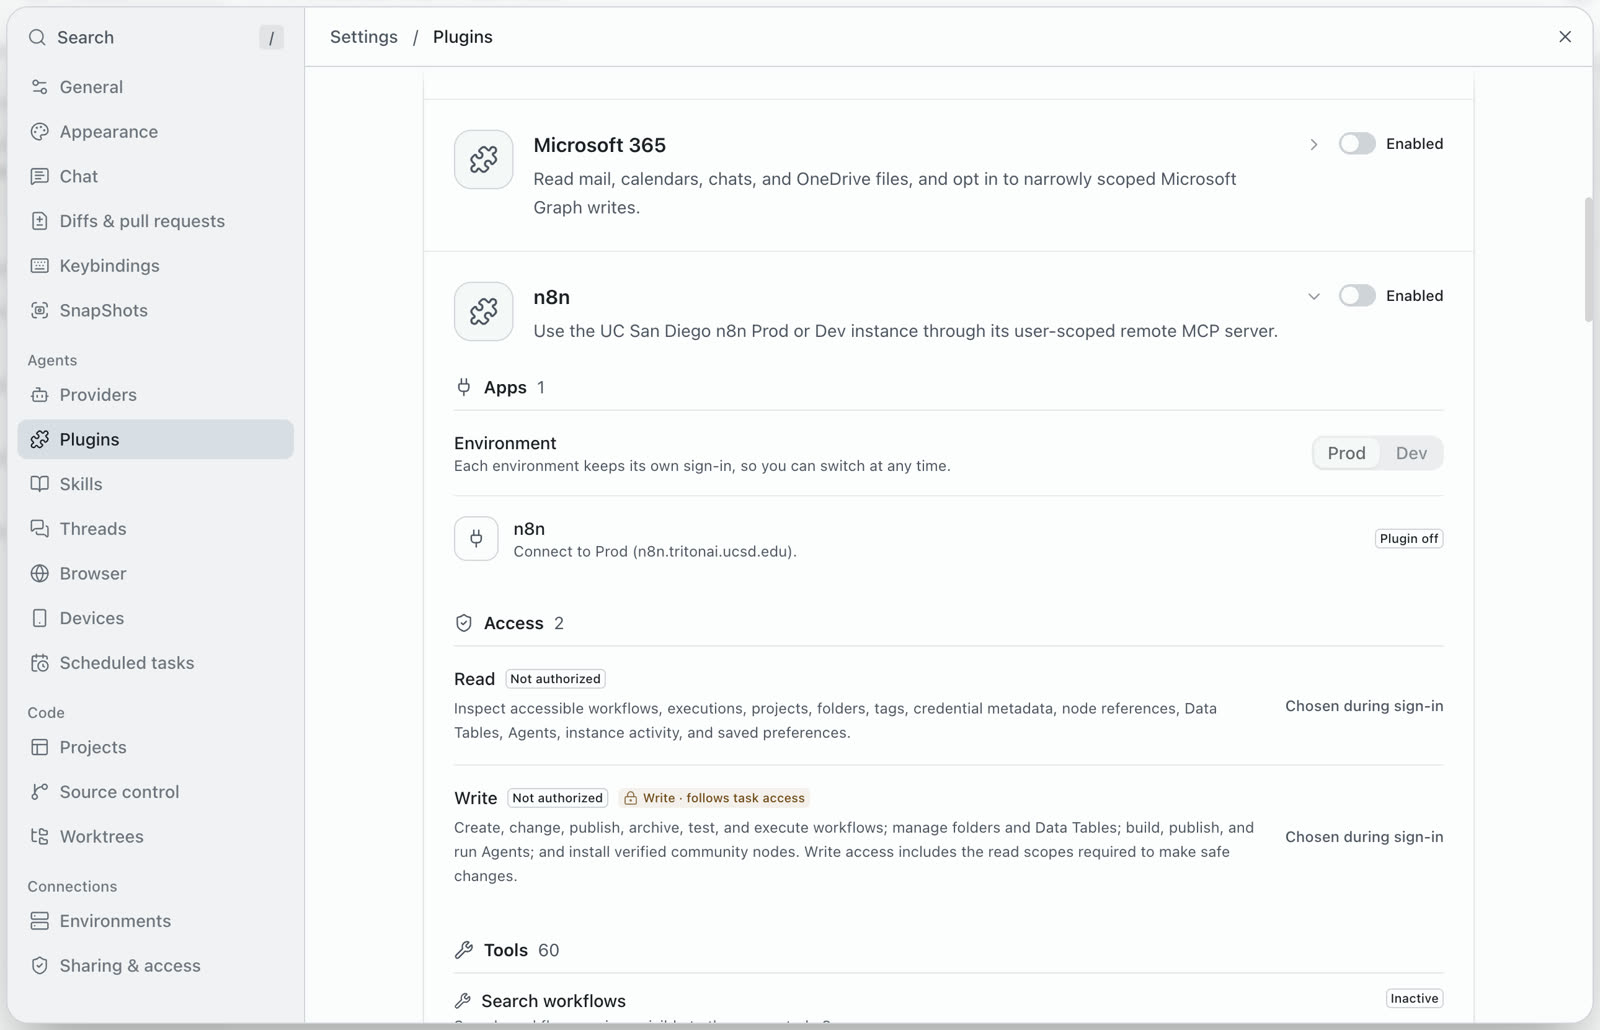 Search
/
General
Appearance
Chat
Diffs & pull requests
Keybindings
SnapShots
Agents
Providers
Plugins
Skills
Threads
Browser
Devices
Scheduled tasks
Code
Projects
Source control
Worktrees
Connections
Environments
Sharing & access
Settings / Plugins
Microsoft 365
Enabled
Read mail, calendars, chats, and OneDrive files, and opt in to narrowly scoped Microsoft
Graph writes.
n8n
Enabled
Use the UC San Diego n8n Prod or Dev instance through its user-scoped remote MCP server.
Apps 1
Environment
Each environment keeps its own sign-in, so you can switch at any time.
Prod Dev
n8n
Connect to Prod (n8n.tritonai.ucsd.edu).
Plugin off
Access 2
Read Not authorized
Inspect accessible workflows, executions, projects, folders, tags, credential metadata, node references, Data
Tables, Agents, instance activity, and saved preferences.
Chosen during sign-in
Write Not authorized Write · follows task access
Create, change, publish, archive, test, and execute workflows; manage folders and Data Tables; build, publish, and
run Agents; and install verified community nodes. Write access includes the read scopes required to make safe
changes.
Chosen during sign-in
Tools 60
Search workflows
Inactive